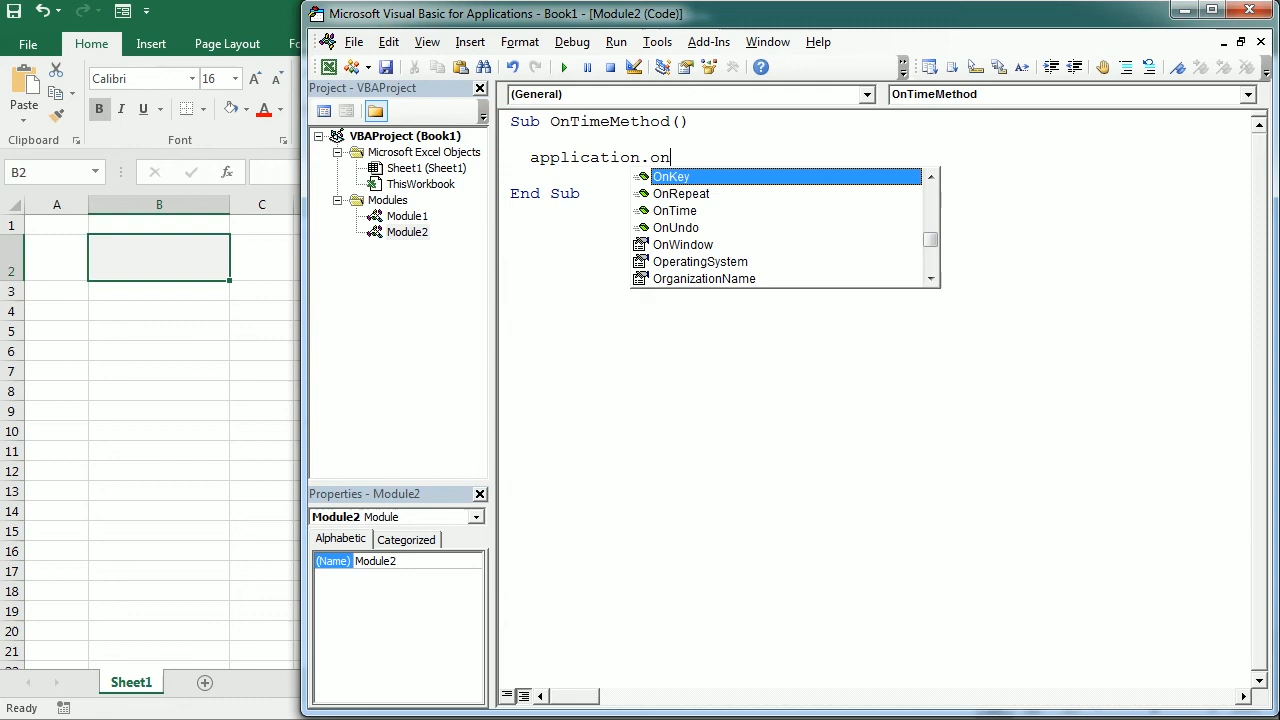 Microsoft Visual Basic for Applications - Book1 - [Module2 (Code)]
File Home Insert Page Layout Fo
File Edit View Insert Format Debug Run Tools Add-Ins Window Help
Paste
Calibri 16
B I U A
Clipboard Font
B2
A B C
1
2
3
4
5
6
7
8
9
10
11
12
13
14
15
16
17
18
19
20
21
Sheet1
Ready
Project - VBAProject
VBAProject (Book1)
Microsoft Excel Objects
Sheet1 (Sheet1)
ThisWorkbook
Modules
Module1
Module2
Properties - Module2
Module2 Module
Alphabetic Categorized
(Name) Module2
(General) OnTimeMethod
Sub OnTimeMethod()
application.on
OnKey
OnRepeat
OnTime
OnUndo
OnWindow
OperatingSystem
OrganizationName
End Sub